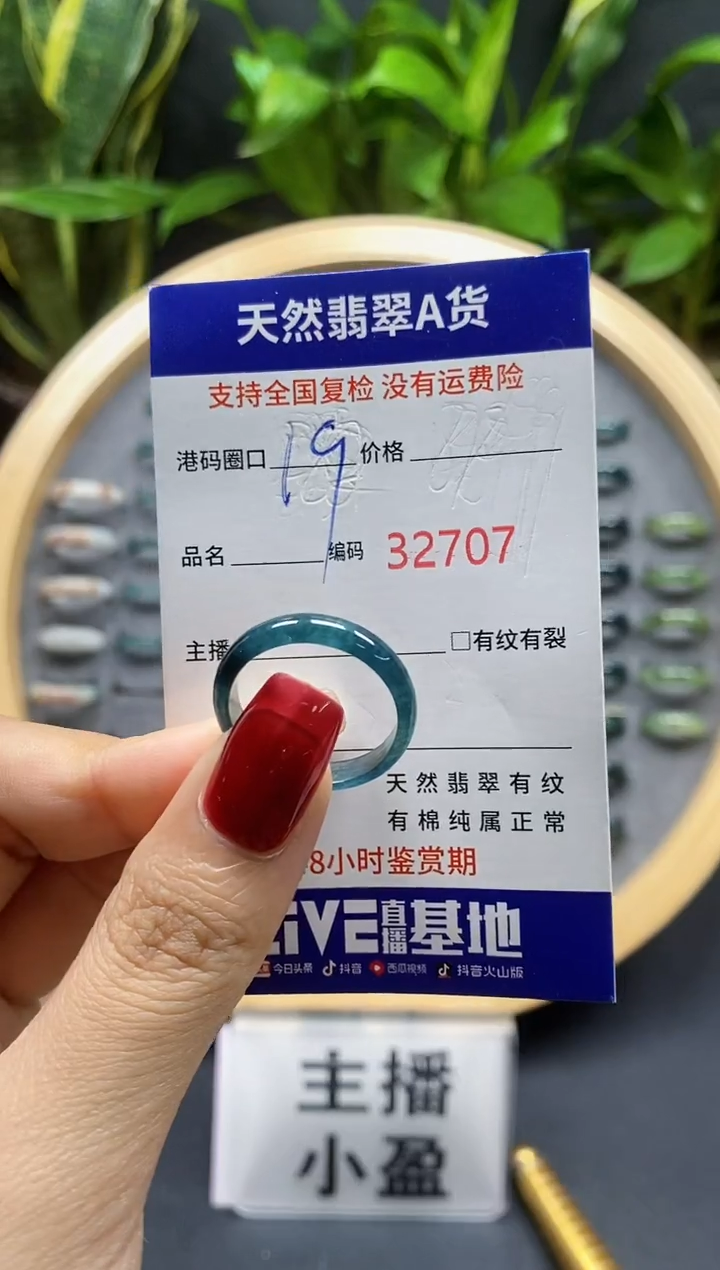 天然翡翠A货
支持全国复检 没有运费险
港码圈口 19 价格
品名 编码 32707
主播 □有纹有裂
天然翡翠有纹
有棉纯属正常
8小时鉴赏期
LiVE直播基地
今日头条 抖音 西瓜视频 抖音火山版
主播
小盈